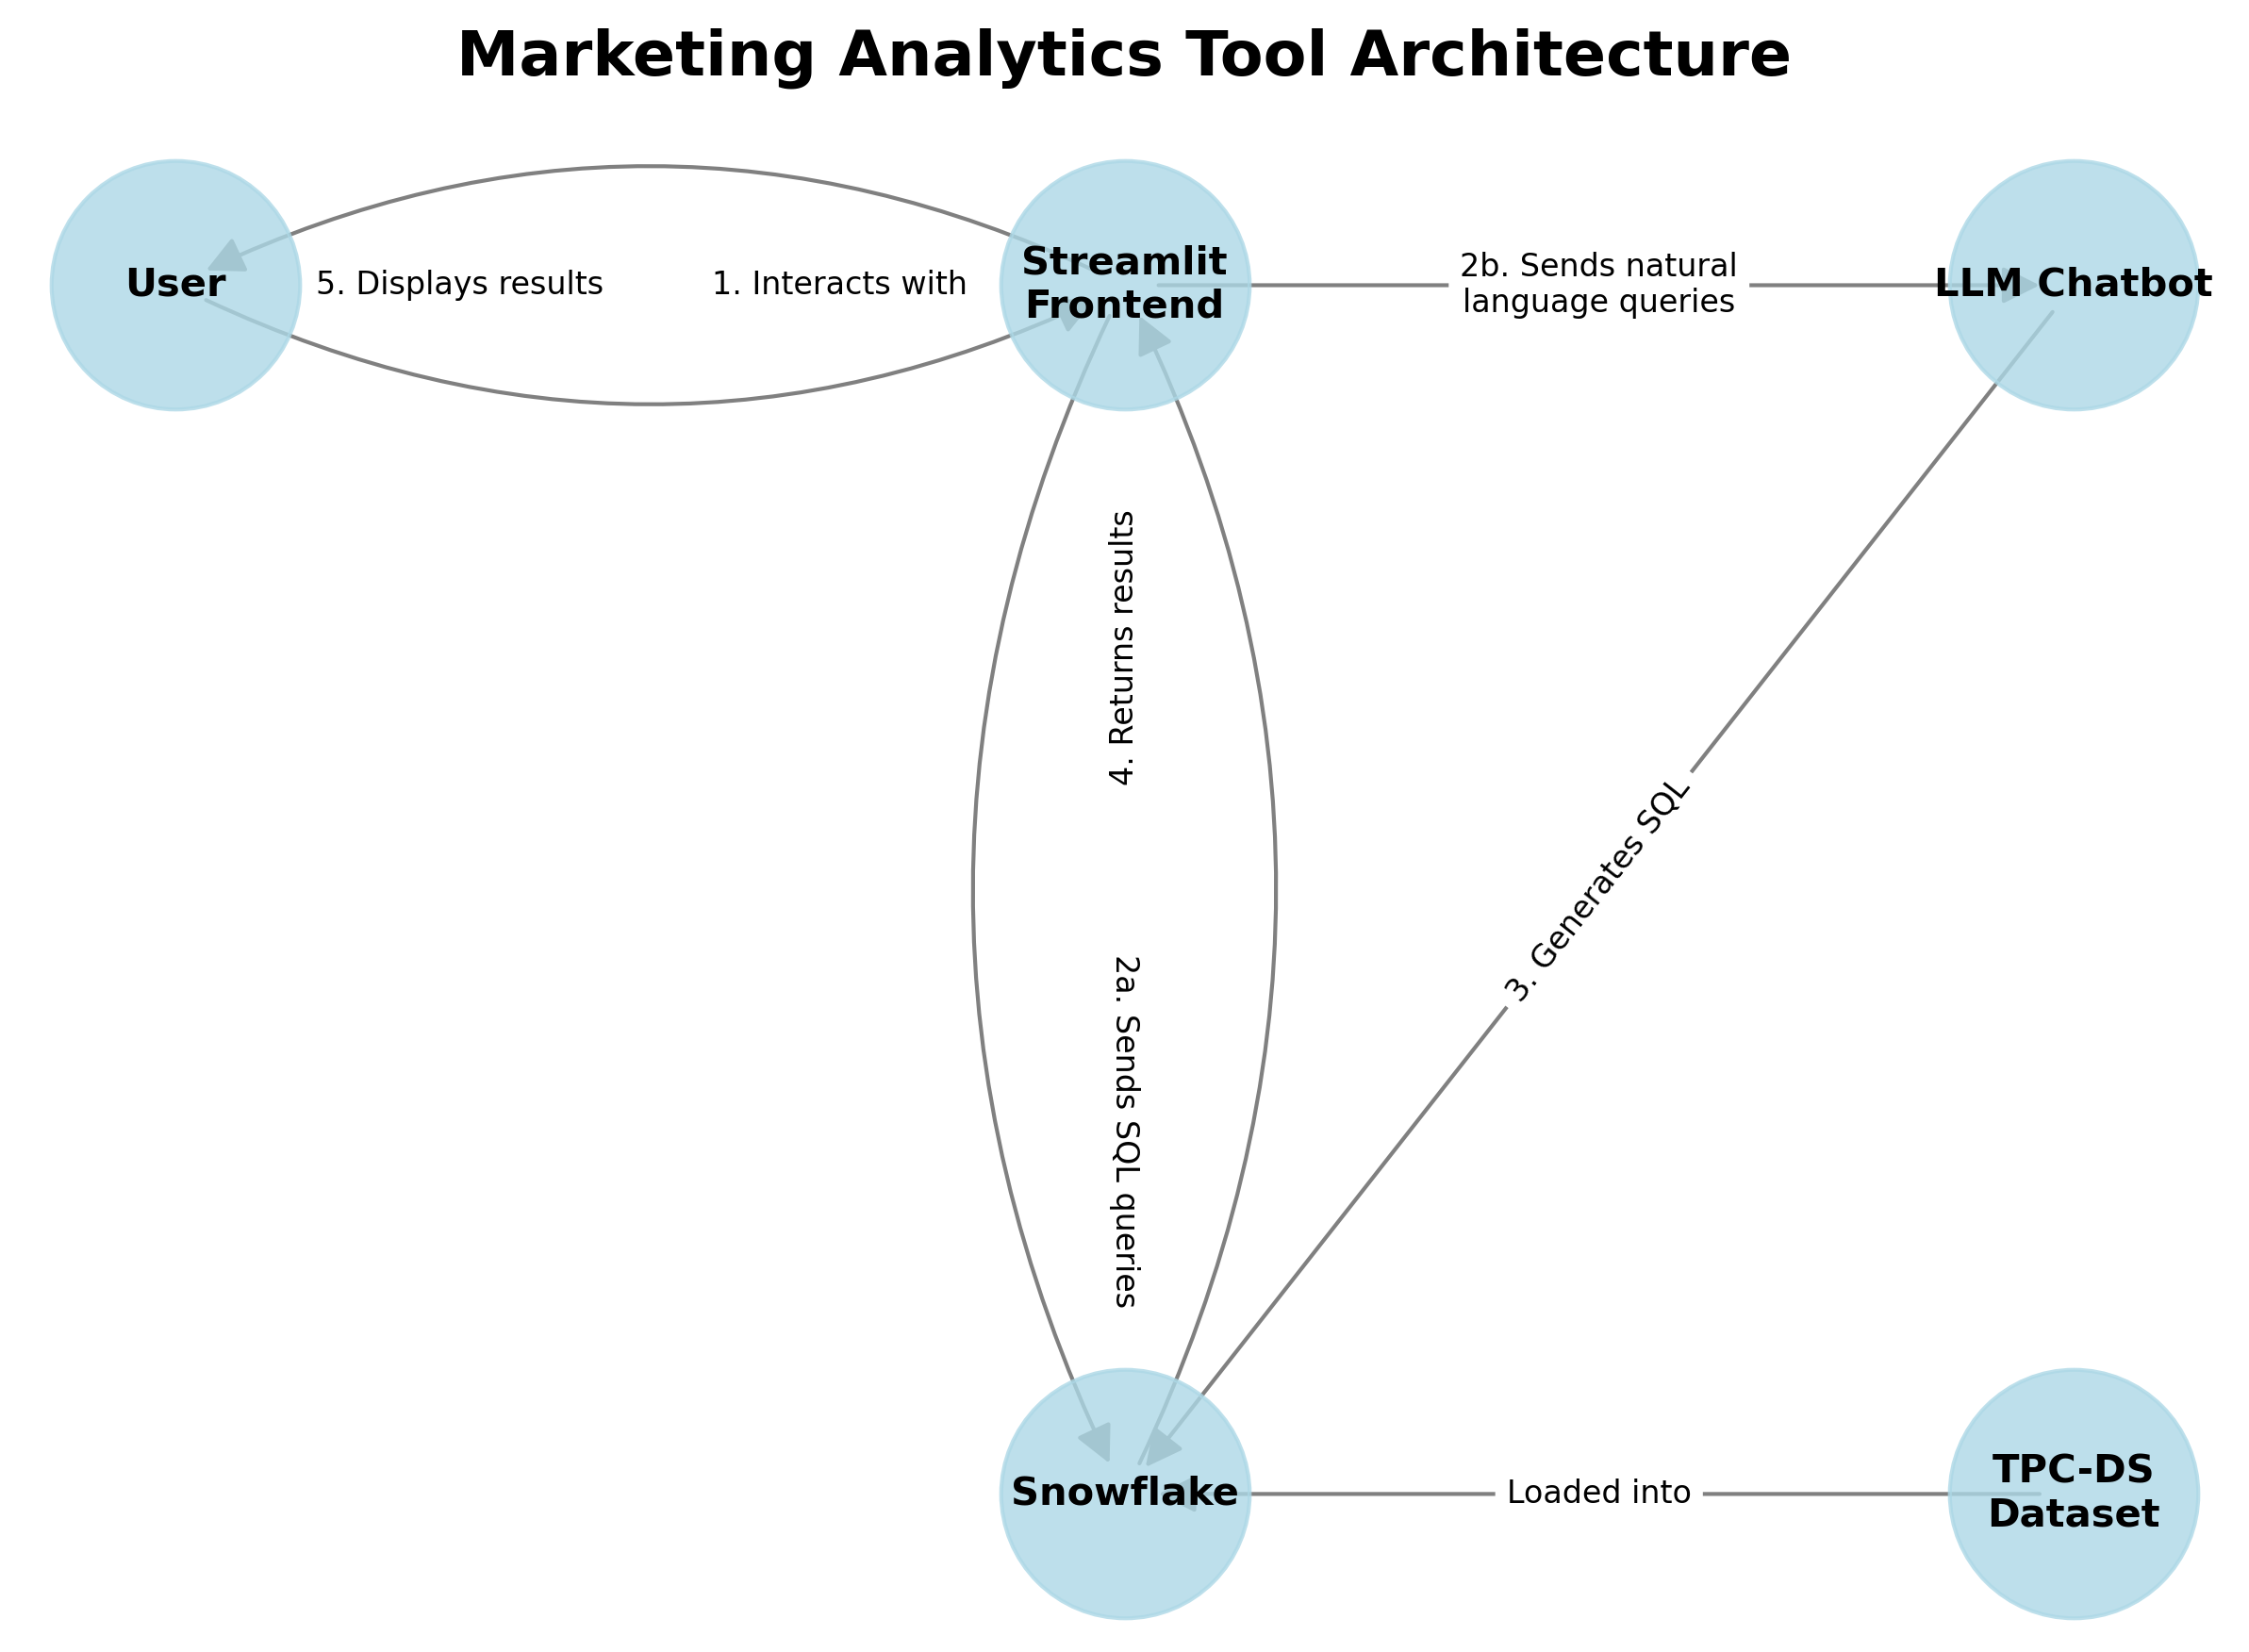 Marketing Analytics Tool Architecture
User
5. Displays results
1. Interacts with
Streamlit
Frontend
2b. Sends natural
language queries
LLM Chatbot
4. Returns results
2a. Sends SQL queries
3. Generates SQL
Snowflake
Loaded into
TPC-DS
Dataset